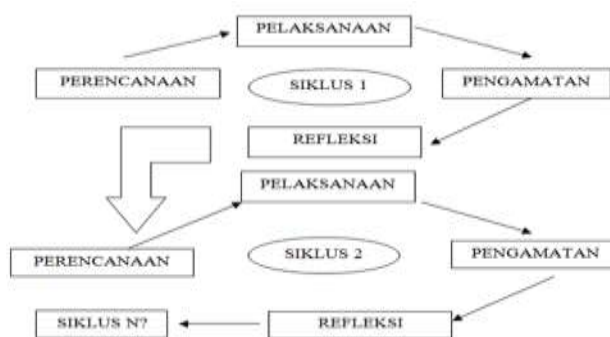 PELAKSANAAN
PERENCANAAN
SIKLUS 1
PENGAMATAN
REFLEKSI
PELAKSANAAN
PERENCANAAN
SIKLUS 2
PENGAMATAN
SIKLUS N?
REFLEKSI